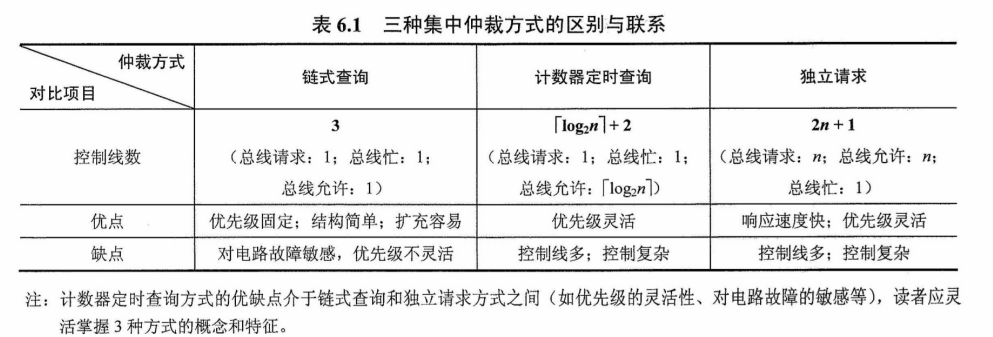 表 6.1 三种集中仲裁方式的区别与联系
仲裁方式
对比项目
链式查询
计数器定时查询
独立请求
控制线数
3
（总线请求：1；总线忙：1；
总线允许：1）
⌈log₂n⌉+2
（总线请求：1；总线忙：1；
总线允许：⌈log₂n⌉）
2n+1
（总线请求：n；总线允许：n；
总线忙：1）
优点
优先级固定；结构简单；扩充容易
优先级灵活
响应速度快；优先级灵活
缺点
对电路故障敏感，优先级不灵活
控制线多；控制复杂
控制线多；控制复杂
注：计数器定时查询方式的优缺点介于链式查询和独立请求方式之间（如优先级的灵活性、对电路故障的敏感等），读者应灵
活掌握 3 种方式的概念和特征。